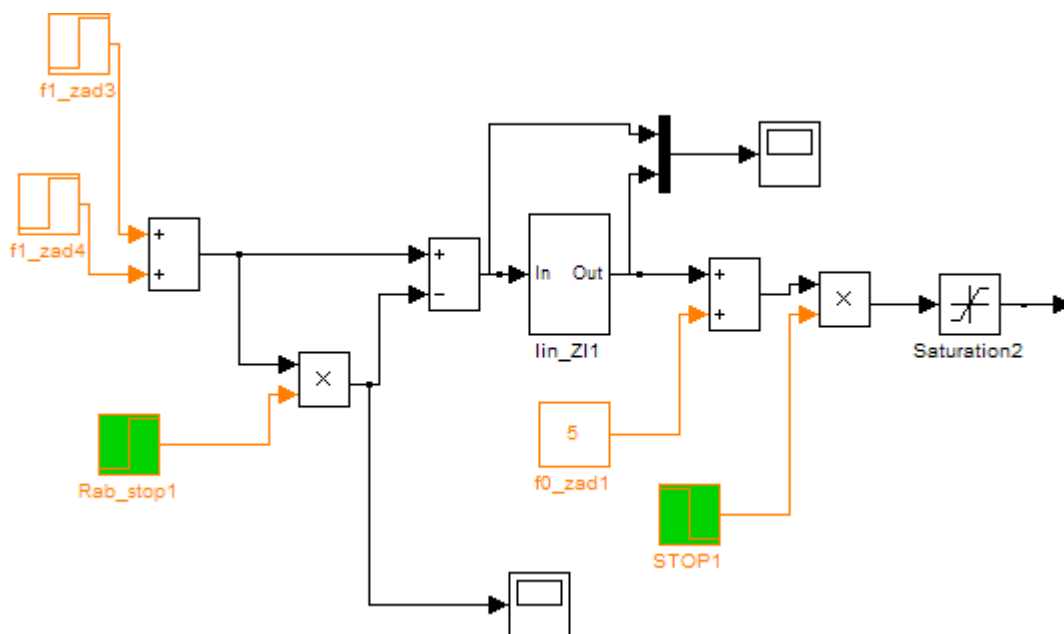 f1_zad3
f1_zad4
+
+
+
−
In
Out
lin_ZI1
+
+
×
Saturation2
×
Rab_stop1
5
f0_zad1
STOP1